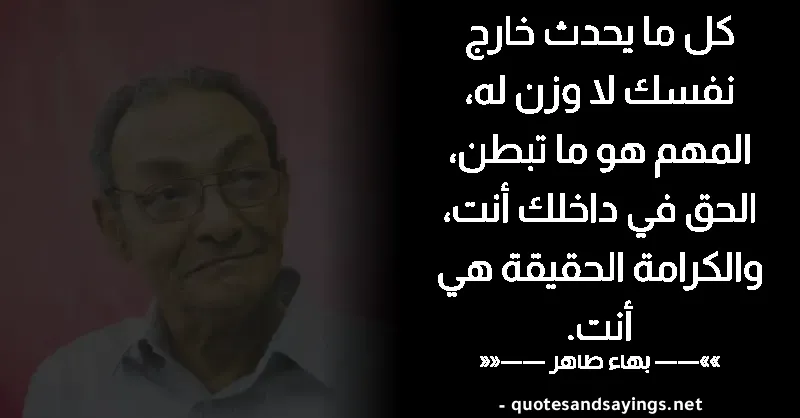 كل ما يحدث خارج
نفسك لا وزن له،
المهم هو ما تبطن،
الحق في داخلك أنت،
والكرامة الحقيقة هي
أنت.
»»——— بهاء طاهر ———««
- quotesandsayings.net